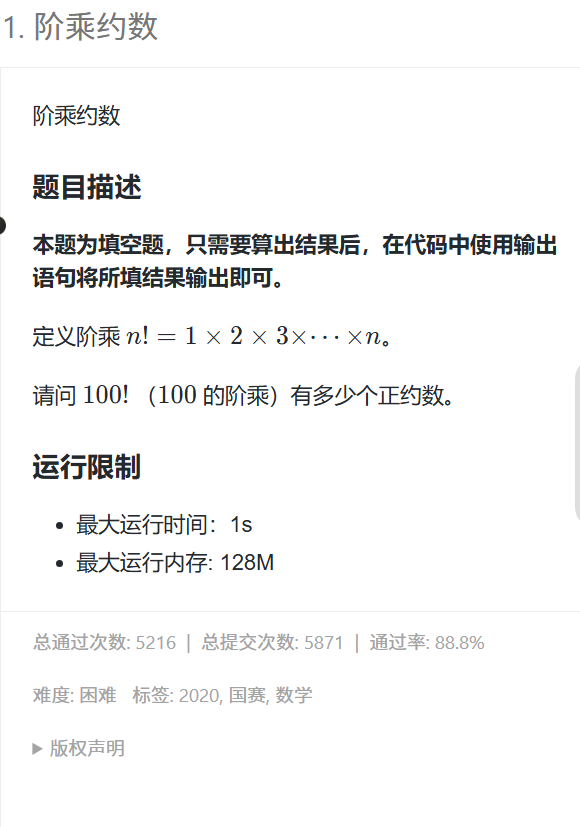 1. 阶乘约数
阶乘约数
题目描述
本题为填空题，只需要算出结果后，在代码中使用输出
语句将所填结果输出即可。
定义阶乘 n! = 1 × 2 × 3×⋯ ×n。
请问 100! （100 的阶乘）有多少个正约数。
运行限制
• 最大运行时间：1s
• 最大运行内存: 128M
总通过次数: 5216 | 总提交次数: 5871 | 通过率: 88.8%
难度: 困难 标签: 2020, 国赛, 数学
▶ 版权声明